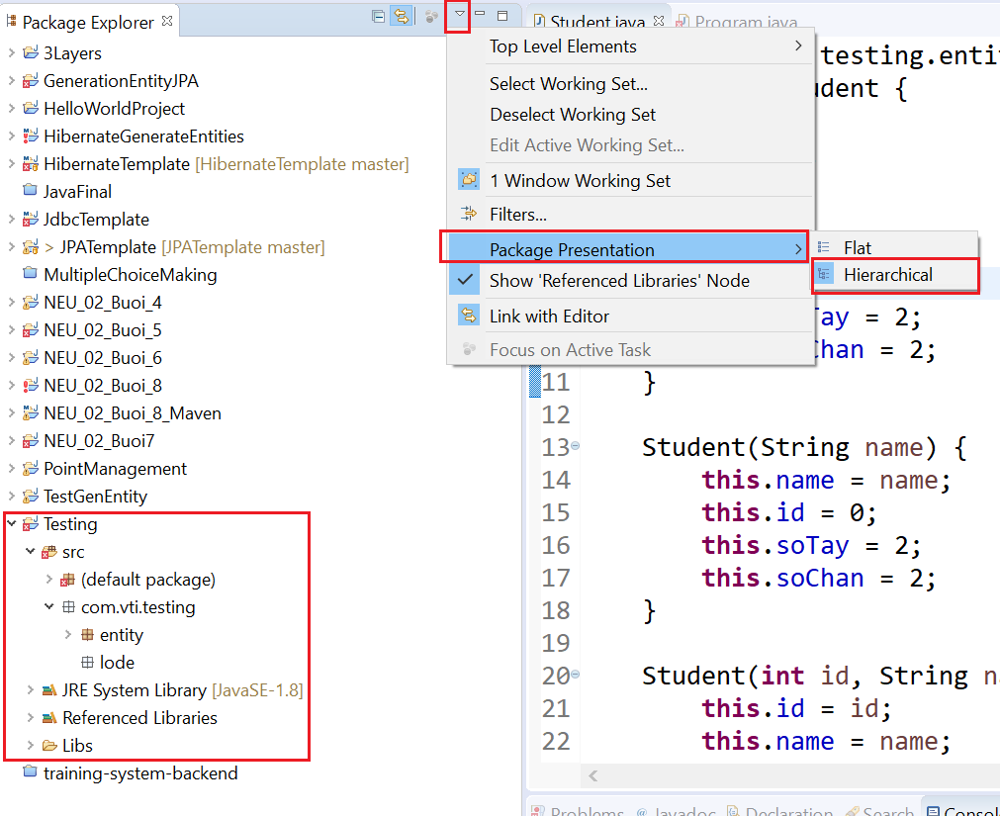 Package Explorer
3Layers
GenerationEntityJPA
HelloWorldProject
HibernateGenerateEntities
HibernateTemplate [HibernateTemplate master]
JavaFinal
JdbcTemplate
> JPATemplate [JPATemplate master]
MultipleChoiceMaking
NEU_02_Buoi_4
NEU_02_Buoi_5
NEU_02_Buoi_6
NEU_02_Buoi_8
NEU_02_Buoi_8_Maven
NEU_02_Buoi7
PointManagement
TestGenEntity
Testing
src
(default package)
com.vti.testing
entity
lode
JRE System Library [JavaSE-1.8]
Referenced Libraries
Libs
training-system-backend
Top Level Elements
Select Working Set...
Deselect Working Set
Edit Active Working Set...
1 Window Working Set
Filters...
Package Presentation
Show 'Referenced Libraries' Node
Link with Editor
Focus on Active Task
Flat
Hierarchical
Student.java
Program.java
testing.enti
udent {
Tay = 2;
Chan = 2;
11 }
12
13 Student(String name) {
14 this.name = name;
15 this.id = 0;
16 this.soTay = 2;
17 this.soChan = 2;
18 }
19
20 Student(int id, String na
21 this.id = id;
22 this.name = name;
Problems @ Javadoc Declaration Search Consol